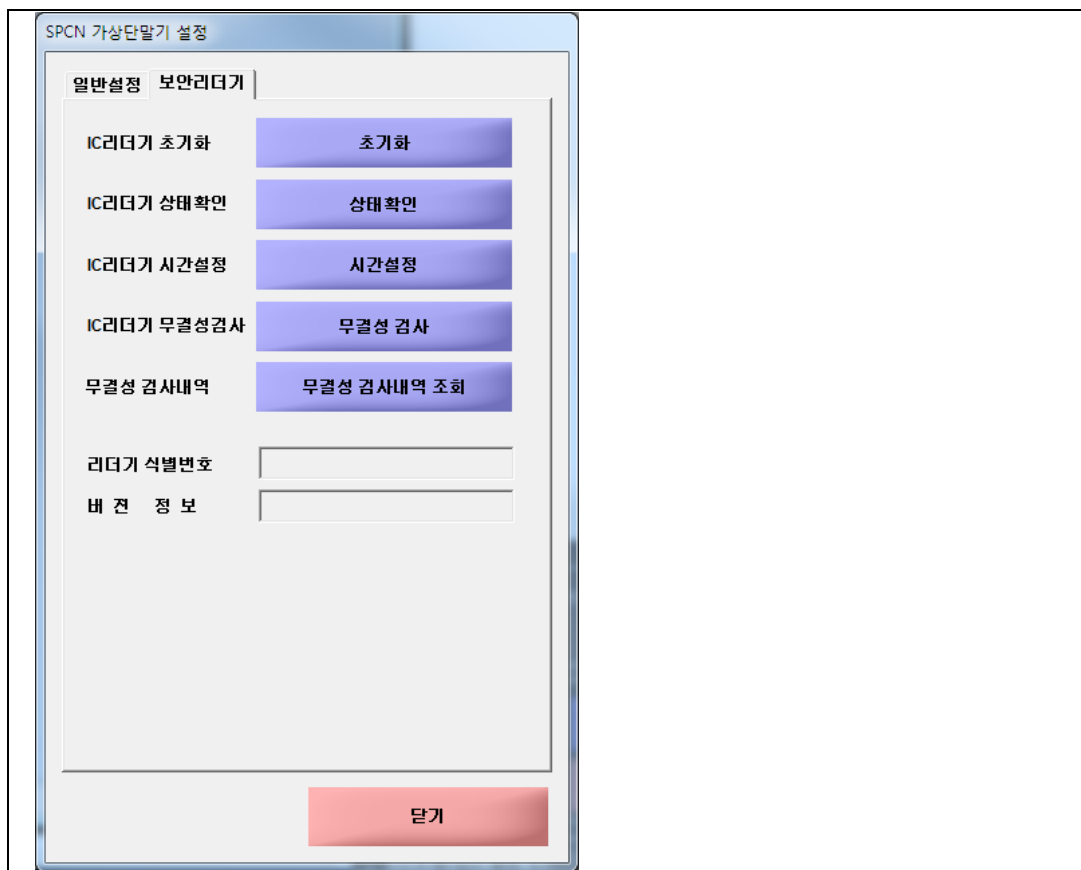 SPCN 가상단말기 설정
일반설정 보안리더기
IC리더기 초기화 초기화
IC리더기 상태확인 상태확인
IC리더기 시간설정 시간설정
IC리더기 무결성검사 무결성 검사
무결성 검사내역 무결성 검사내역 조회
리더기 식별번호
버 젼 정 보
닫기